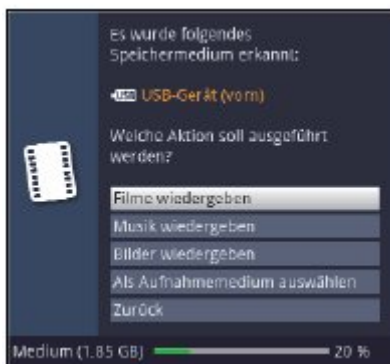 Es wurde folgendes
Speichermedium erkannt:
USB USB-Gerät (vorn)
Welche Aktion soll ausgeführt
werden?
Filme wiedergeben
Musik wiedergeben
Bilder wiedergeben
Als Aufnahmemedium auswählen
Zurück
Medium (1.85 GB) 20 %